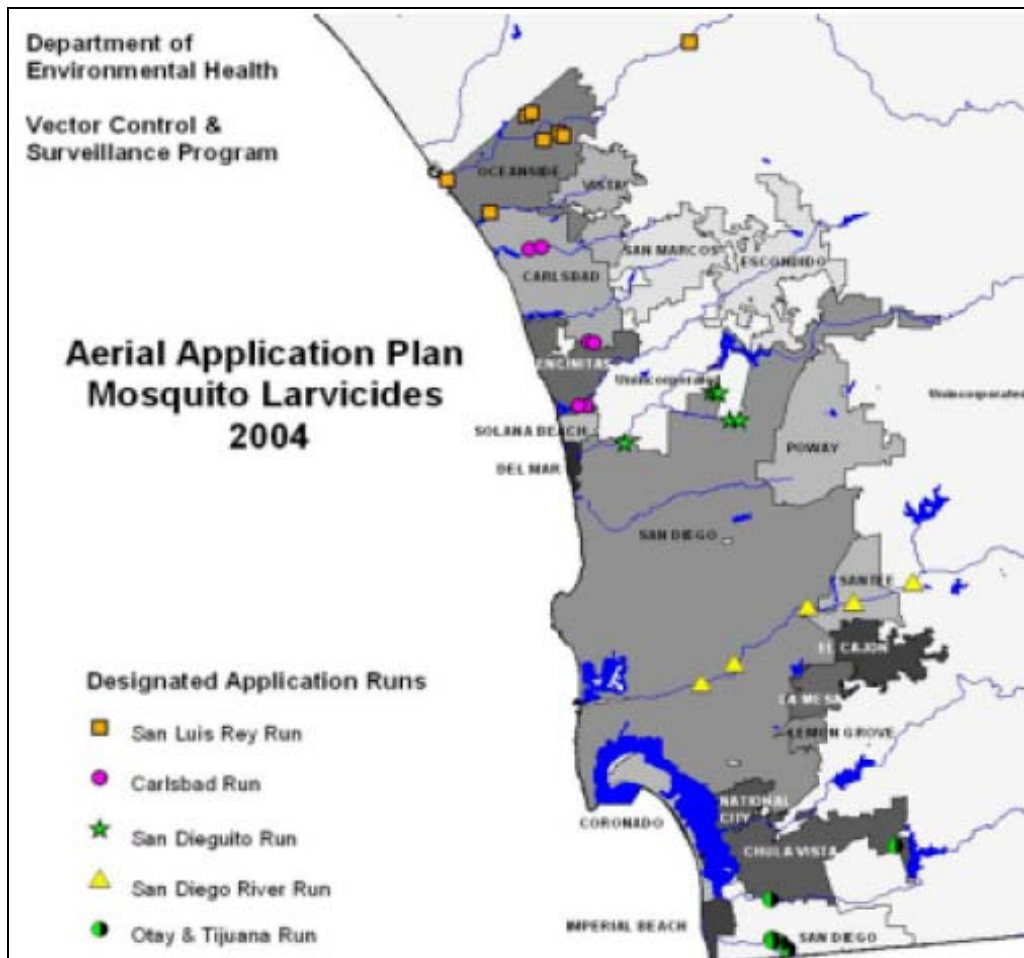 Department of
Environmental Health
Vector Control &
Surveillance Program
Aerial Application Plan
Mosquito Larvicides
2004
OCEANSIDE
VISTA
SAN MARCOS
ESCONDIDO
CARLSBAD
ENCINITAS
Unincorporated
Unincorporated
SOLANA BEACH
DEL MAR
POWAY
SAN DIEGO
SANTEE
EL CAJON
LA MESA
LEMON GROVE
NATIONAL
CITY
CORONADO
CHULA VISTA
IMPERIAL BEACH
SAN DIEGO
Designated Application Runs
San Luis Rey Run
Carlsbad Run
San Dieguito Run
San Diego River Run
Otay & Tijuana Run